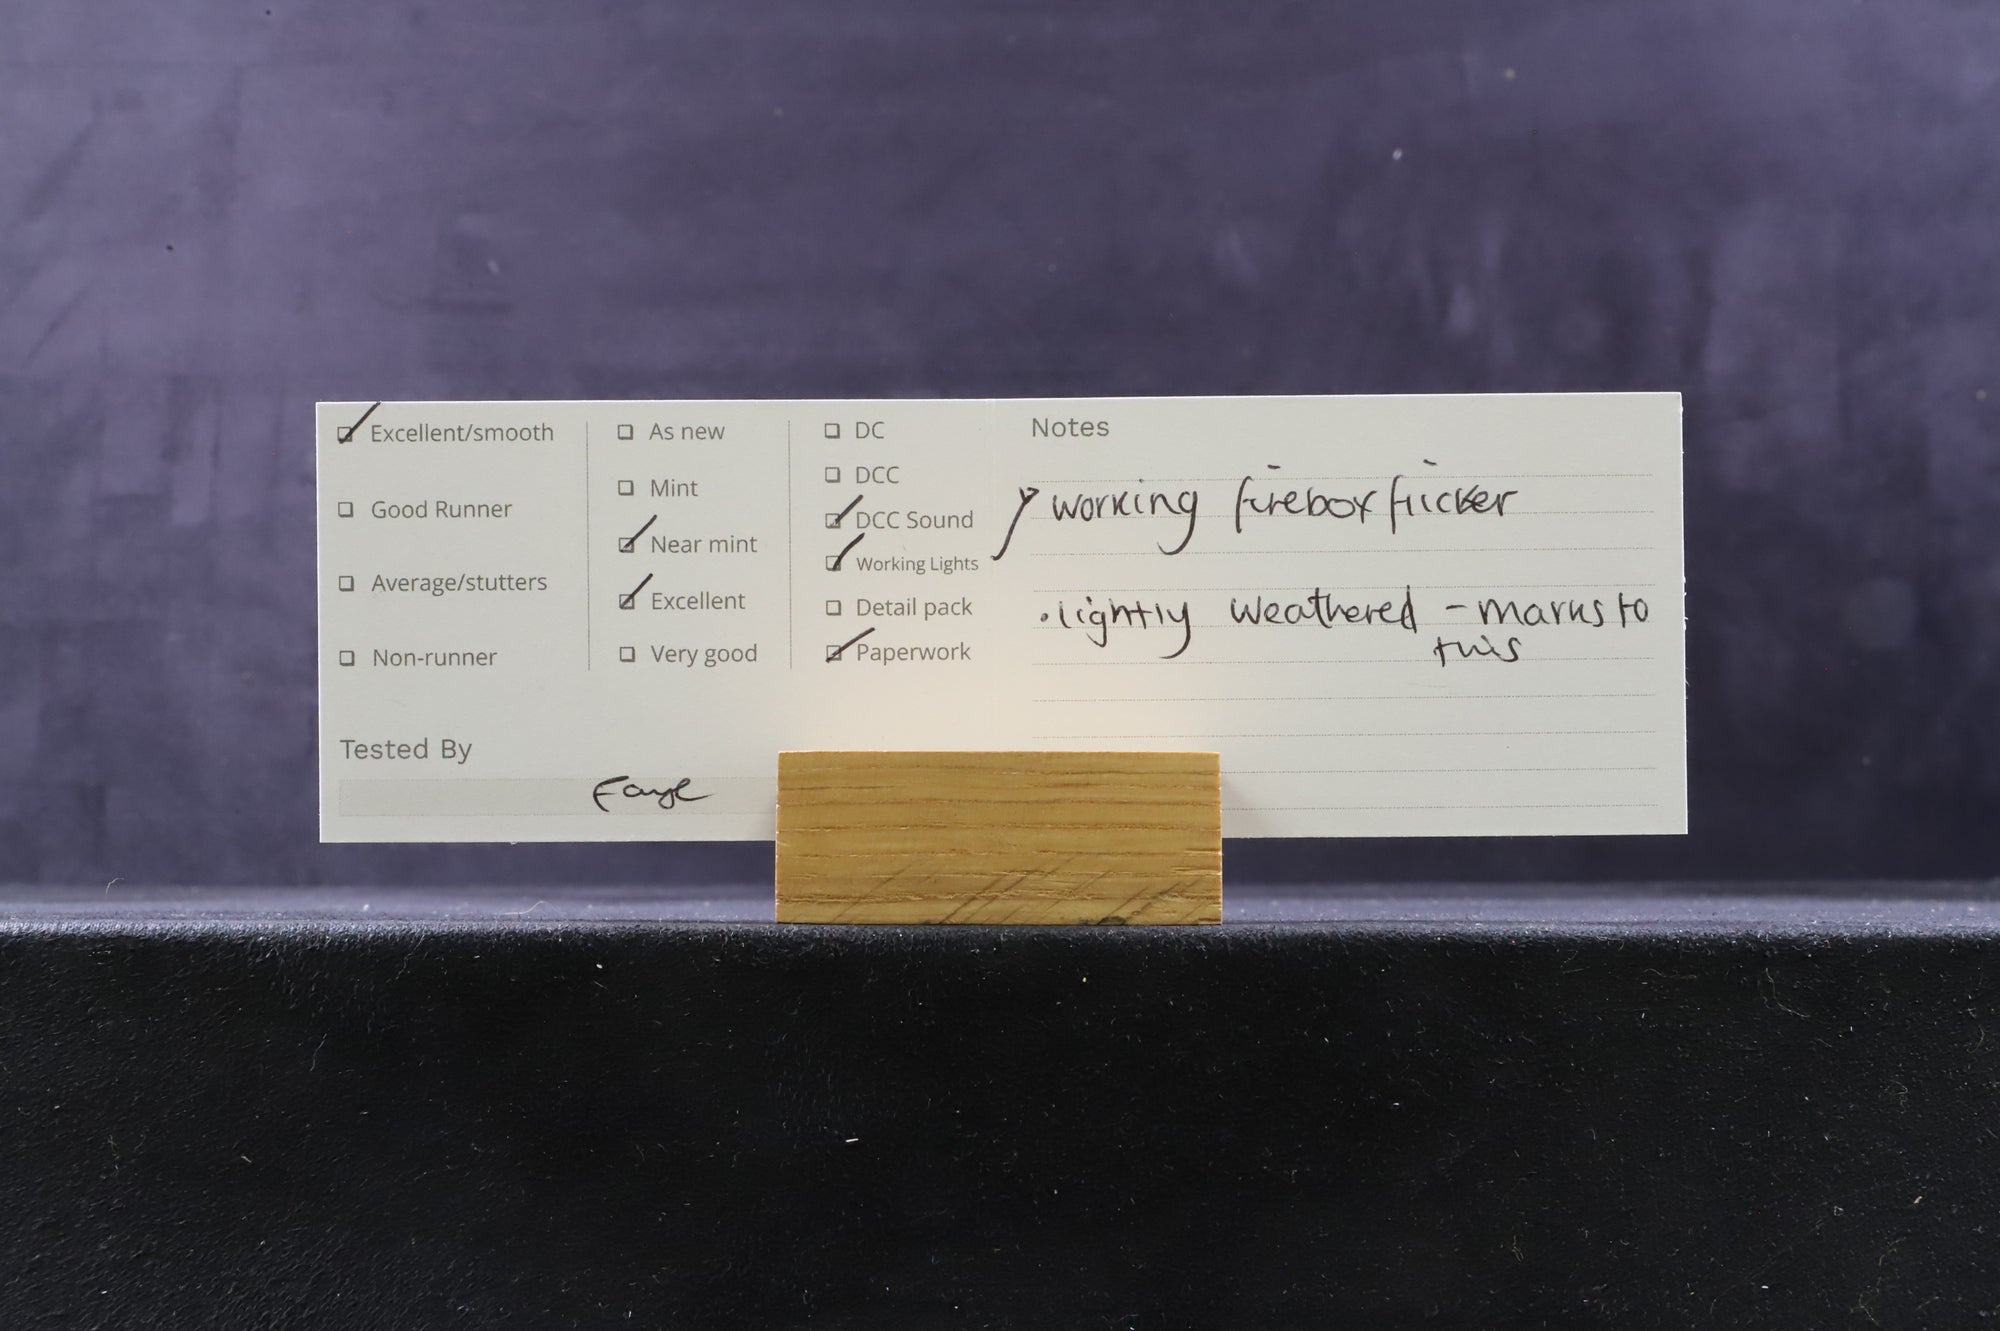 Excellent/smooth
Good Runner
Average/stutters
Non-runner
As new
Mint
Near mint
Excellent
Very good
DC
DCC
DCC Sound
Working Lights
Detail pack
Paperwork
Notes
working firebox flicker
• lightly weathered - marks to
this
Tested By
Faye